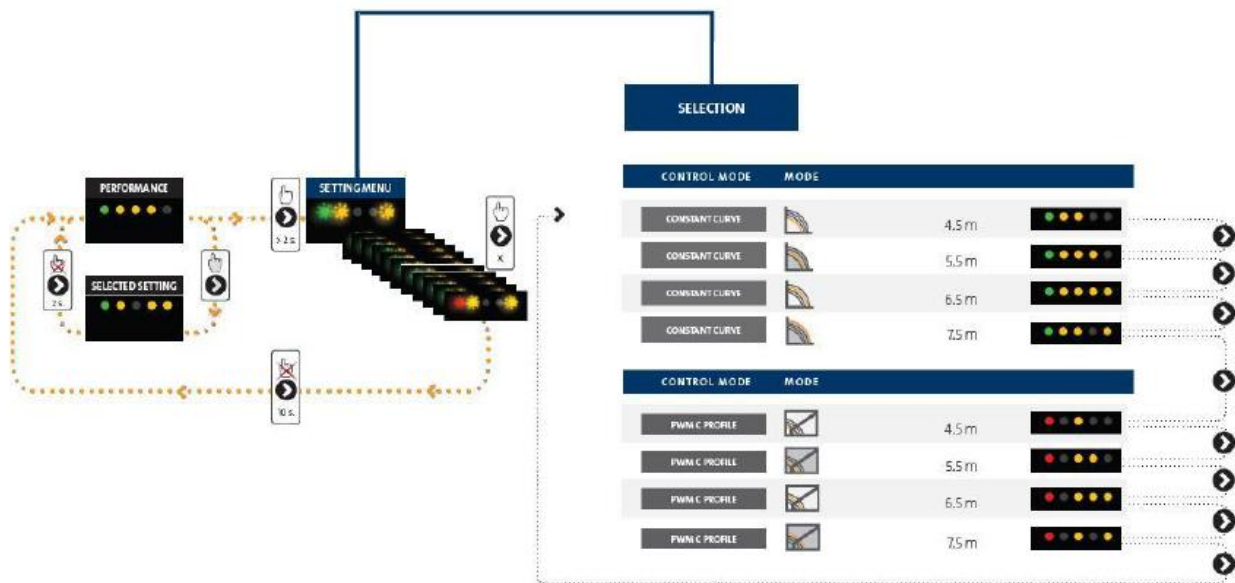 SELECTION
PERFORMANCE
SETTING MENU
> 2 s.
X
2 s.
SELECTED SETTING
10 s.
CONTROL MODE MODE
CONSTANT CURVE 4.5 m
CONSTANT CURVE 5.5 m
CONSTANT CURVE 6.5 m
CONSTANT CURVE 7.5 m
CONTROL MODE MODE
PWM C PROFILE 4.5 m
PWM C PROFILE 5.5 m
PWM C PROFILE 6.5 m
PWM C PROFILE 7.5 m